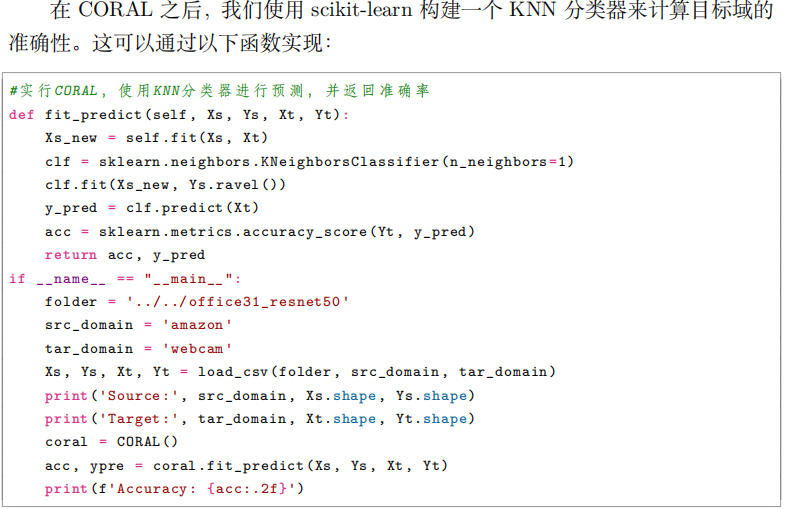 在 CORAL 之后, 我们使用 scikit-learn 构建一个 KNN 分类器来计算目标域的
准确性。这可以通过以下函数实现:
#实行CORAL, 使用KNN分类器进行预测, 并返回准确率
def fit_predict(self, Xs, Ys, Xt, Yt):
    Xs_new = self.fit(Xs, Xt)
    clf = sklearn.neighbors.KNeighborsClassifier(n_neighbors=1)
    clf.fit(Xs_new, Ys.ravel())
    y_pred = clf.predict(Xt)
    acc = sklearn.metrics.accuracy_score(Yt, y_pred)
    return acc, y_pred
if __name__ == "__main__":
    folder = '../../office31_resnet50'
    src_domain = 'amazon'
    tar_domain = 'webcam'
    Xs, Ys, Xt, Yt = load_csv(folder, src_domain, tar_domain)
    print('Source:', src_domain, Xs.shape, Ys.shape)
    print('Target:', tar_domain, Xt.shape, Yt.shape)
    coral = CORAL()
    acc, ypre = coral.fit_predict(Xs, Ys, Xt, Yt)
    print(f'Accuracy: {acc:.2f}')